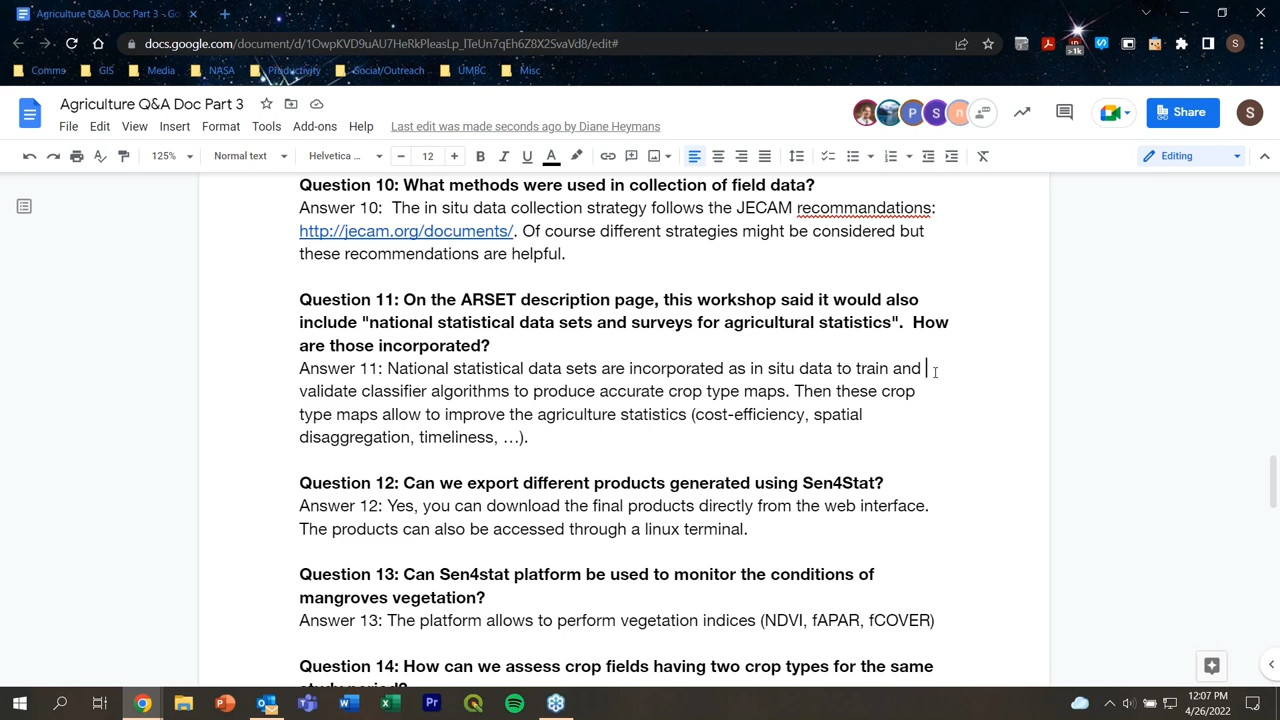 Agriculture Q&A Doc Part 3 - Go
docs.google.com/document/d/1OwpKVD9uAU7HeRkPleasLp_lTeUn7qEh6Z8X2SvaVd8/edit#
>1k
S
Comms GIS Media NASA Productivity Social/Outreach UMBC Misc
Agriculture Q&A Doc Part 3
P S n
Share
S
File Edit View Insert Format Tools Add-ons Help Last edit was made seconds ago by Diane Heymans
125% Normal text Helvetica ... 12 B I U A Editing
Question 10: What methods were used in collection of field data?
Answer 10: The in situ data collection strategy follows the JECAM recommandations:
http://jecam.org/documents/. Of course different strategies might be considered but
these recommendations are helpful.
Question 11: On the ARSET description page, this workshop said it would also
include "national statistical data sets and surveys for agricultural statistics". How
are those incorporated?
Answer 11: National statistical data sets are incorporated as in situ data to train and
validate classifier algorithms to produce accurate crop type maps. Then these crop
type maps allow to improve the agriculture statistics (cost-efficiency, spatial
disaggregation, timeliness, …).
Question 12: Can we export different products generated using Sen4Stat?
Answer 12: Yes, you can download the final products directly from the web interface.
The products can also be accessed through a linux terminal.
Question 13: Can Sen4stat platform be used to monitor the conditions of
mangroves vegetation?
Answer 13: The platform allows to perform vegetation indices (NDVI, fAPAR, fCOVER)
Question 14: How can we assess crop fields having two crop types for the same
study period?
12:07 PM
4/26/2022